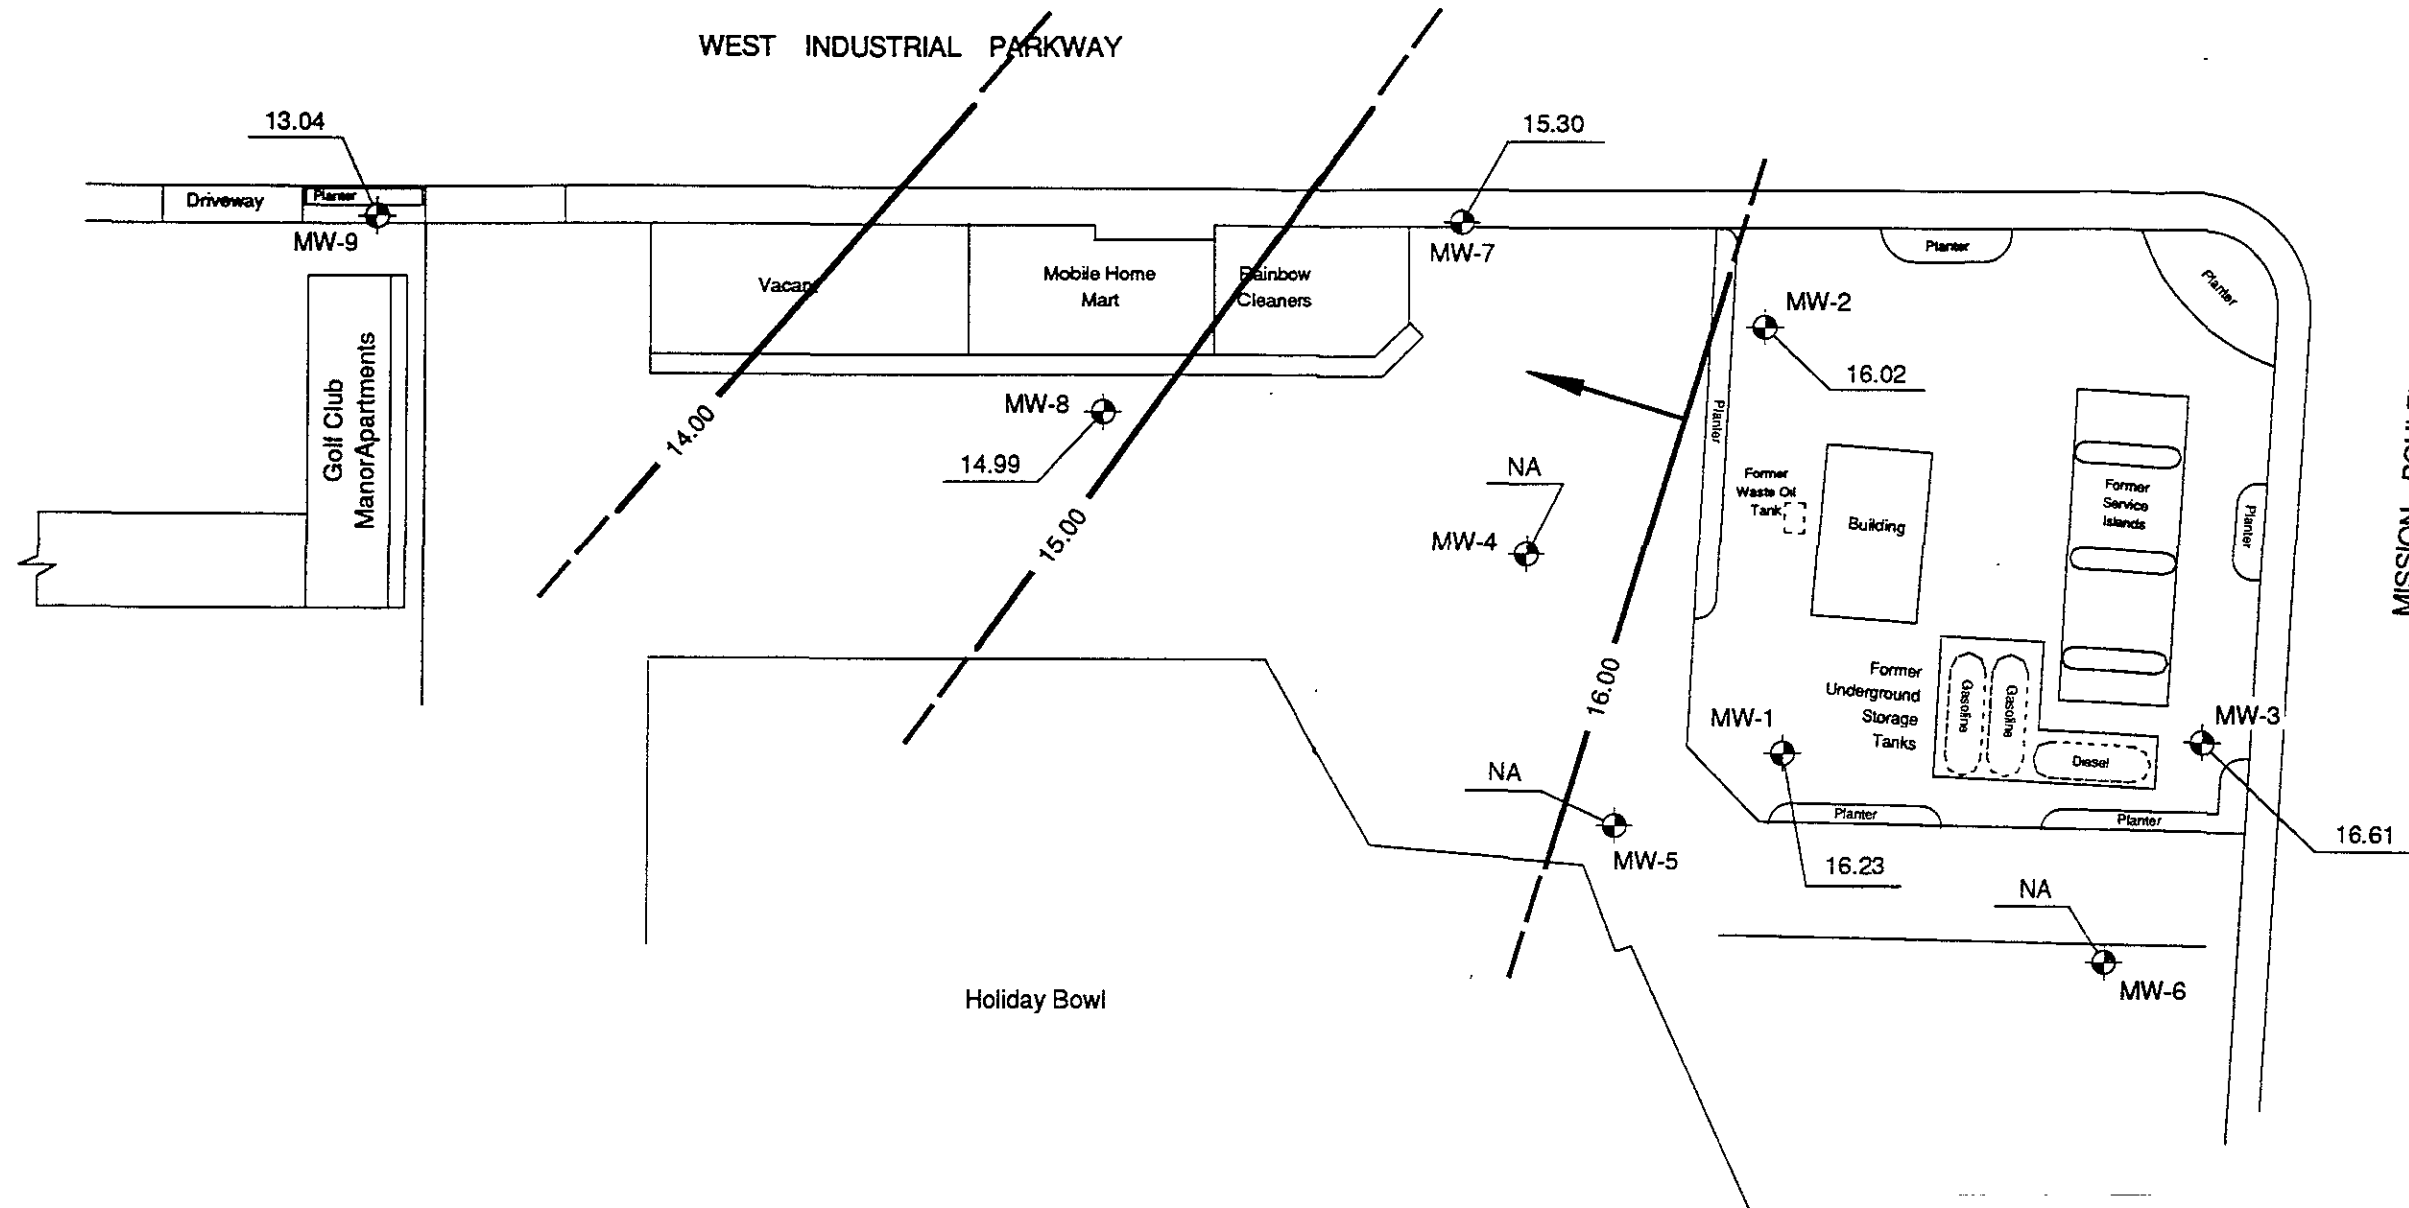 WEST INDUSTRIAL PARKWAY
13.04
15.30
Driveway
Planter
MW-9
MW-7
Planter
Planter
Vacant
Mobile Home
Mart
Rainbow
Cleaners
MW-2
16.02
Golf Club
ManorApartments
14.00
MW-8
14.99
Planter
NA
MW-4
15.00
Former
Waste Oil
Tank
Building
Former
Service
Islands
Planter
MISSION
16.00
Former
Underground
Storage
Tanks
Gasoline
Gasoline
Diesel
MW-1
MW-3
NA
MW-5
Planter
Planter
16.61
16.23
NA
MW-6
Holiday Bowl